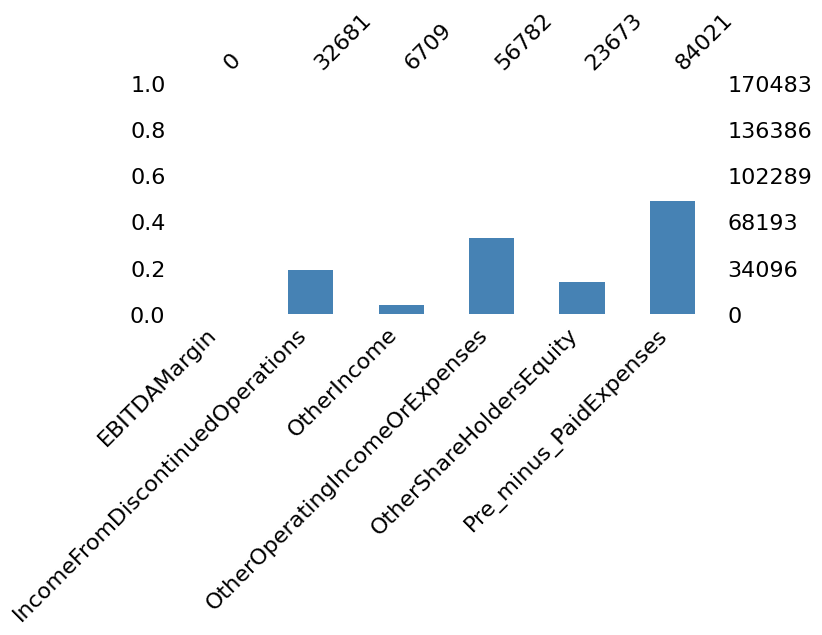 0 32681 6709 56782 23673 84021
1.0 170483
0.8 136386
0.6 102289
0.4 68193
0.2 34096
0.0 0
EBITDAMargin
IncomeFromDiscontinuedOperations
OtherIncome
OtherOperatingIncomeOrExpenses
OtherShareHoldersEquity
Pre_minus_PaidExpenses